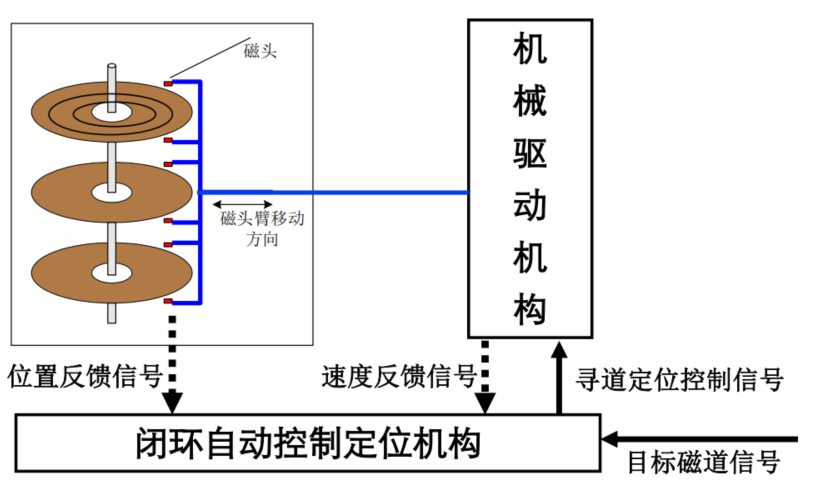 磁头
机
械
驱
动
机
构
磁头臂移动
方向
位置反馈信号
速度反馈信号
寻道定位控制信号
闭环自动控制定位机构
目标磁道信号